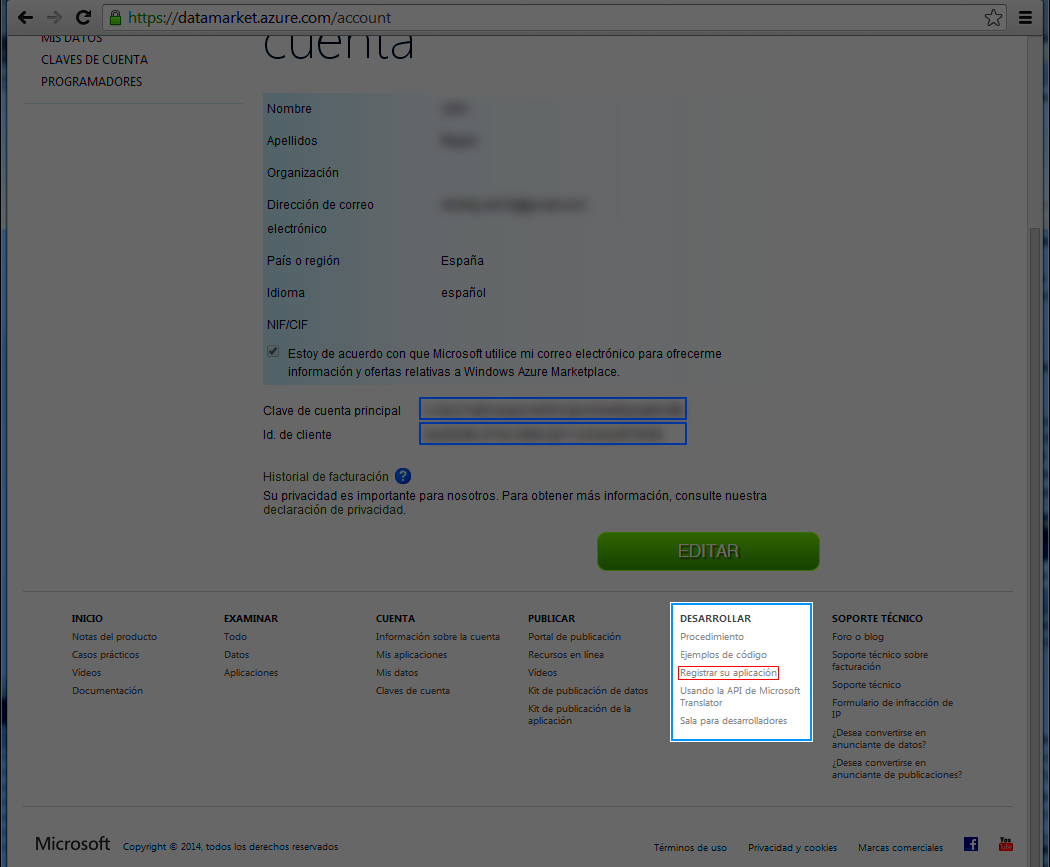 https://datamarket.azure.com/account
MIS DATOS
CLAVES DE CUENTA
PROGRAMADORES
cuenta
Nombre
Apellidos
Organización
Dirección de correo
electrónico
País o región España
Idioma español
NIF/CIF
Estoy de acuerdo con que Microsoft utilice mi correo electrónico para ofrecerme
información y ofertas relativas a Windows Azure Marketplace.
Clave de cuenta principal
Id. de cliente
Historial de facturación ?
Su privacidad es importante para nosotros. Para obtener más información, consulte nuestra
declaración de privacidad.
EDITAR
INICIO
Notas del producto
Casos prácticos
Vídeos
Documentación
EXAMINAR
Todo
Datos
Aplicaciones
CUENTA
Información sobre la cuenta
Mis aplicaciones
Mis datos
Claves de cuenta
PUBLICAR
Portal de publicación
Recursos en línea
Vídeos
Kit de publicación de datos
Kit de publicación de la
aplicación
DESARROLLAR
Procedimiento
Ejemplos de código
Registrar su aplicación
Usando la API de Microsoft
Translator
Sala para desarrolladores
SOPORTE TÉCNICO
Foro o blog
Soporte técnico sobre
facturación
Soporte técnico
Formulario de infracción de
IP
¿Desea convertirse en
anunciante de datos?
¿Desea convertirse en
anunciante de publicaciones?
Microsoft Copyright © 2014, todos los derechos reservados
Términos de uso Privacidad y cookies Marcas comerciales f You Tube